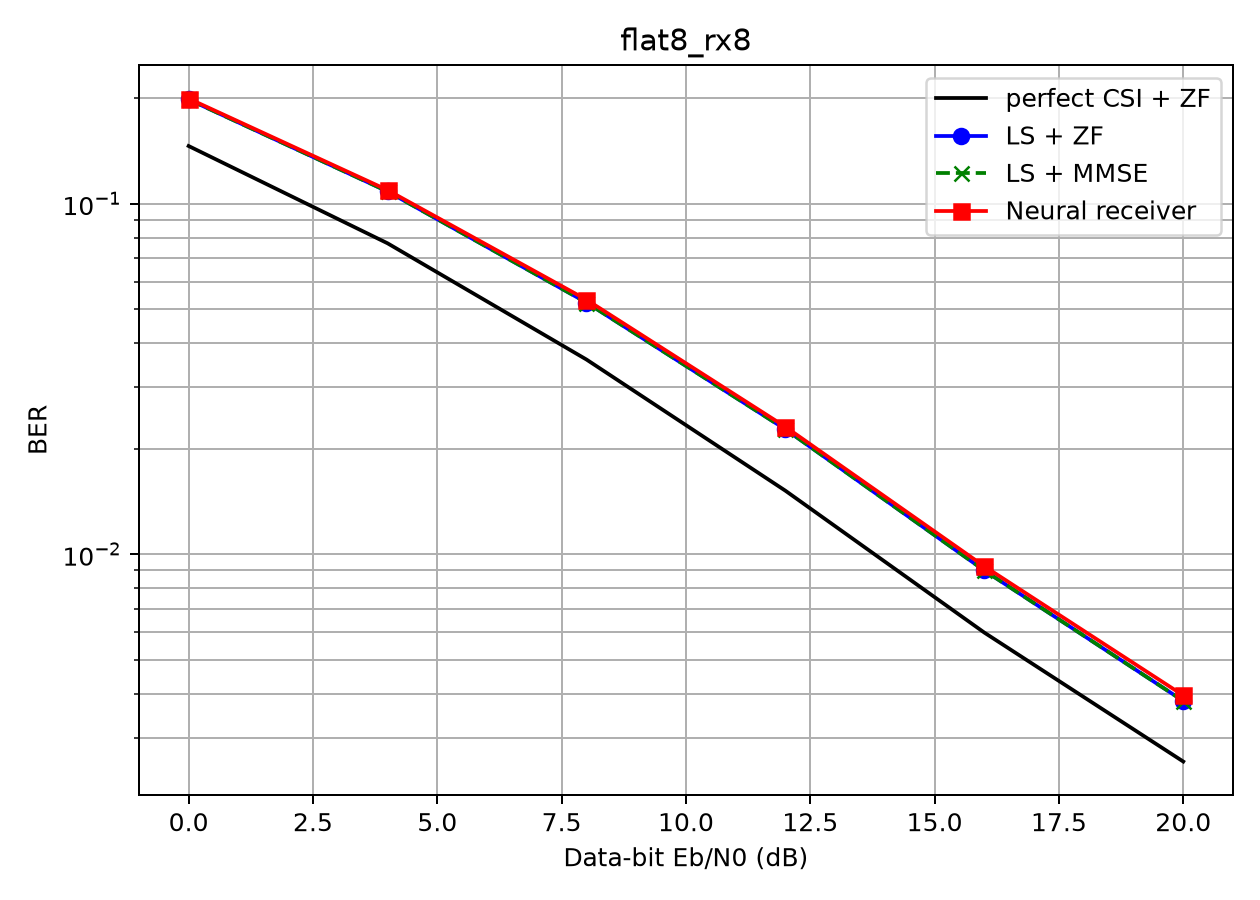 flat8_rx8
perfect CSI + ZF
LS + ZF
LS + MMSE
Neural receiver
10⁻¹
10⁻²
BER
0.0 2.5 5.0 7.5 10.0 12.5 15.0 17.5 20.0
Data-bit Eb/N0 (dB)